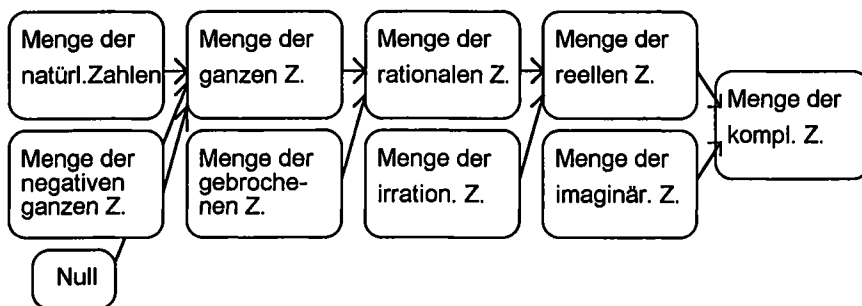 Menge der
natürl.Zahlen
Menge der
ganzen Z.
Menge der
rationalen Z.
Menge der
reellen Z.
Menge der
kompl. Z.
Menge der
negativen
ganzen Z.
Menge der
gebroche-
nen Z.
Menge der
irration. Z.
Menge der
imaginär. Z.
Null